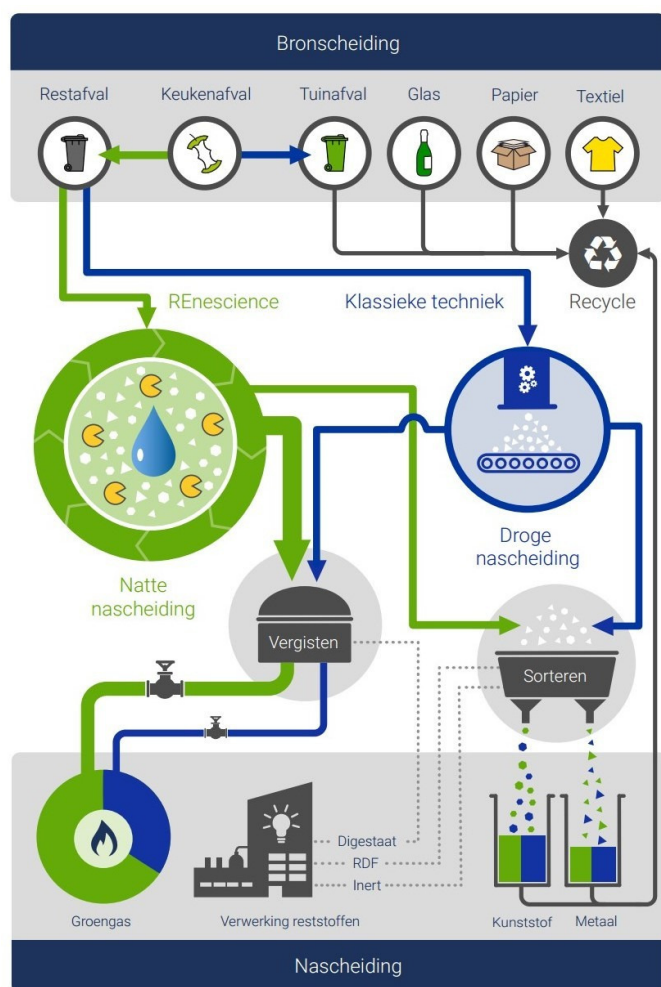 Bronscheiding
Restafval
Keukenafval
Tuinafval
Glas
Papier
Textiel
REnescience
Klassieke techniek
Recycle
Natte
nascheiding
Droge
nascheiding
Vergisten
Sorteren
Digestaat
RDF
Inert
Groengas
Verwerking reststoffen
Kunststof
Metaal
Nascheiding